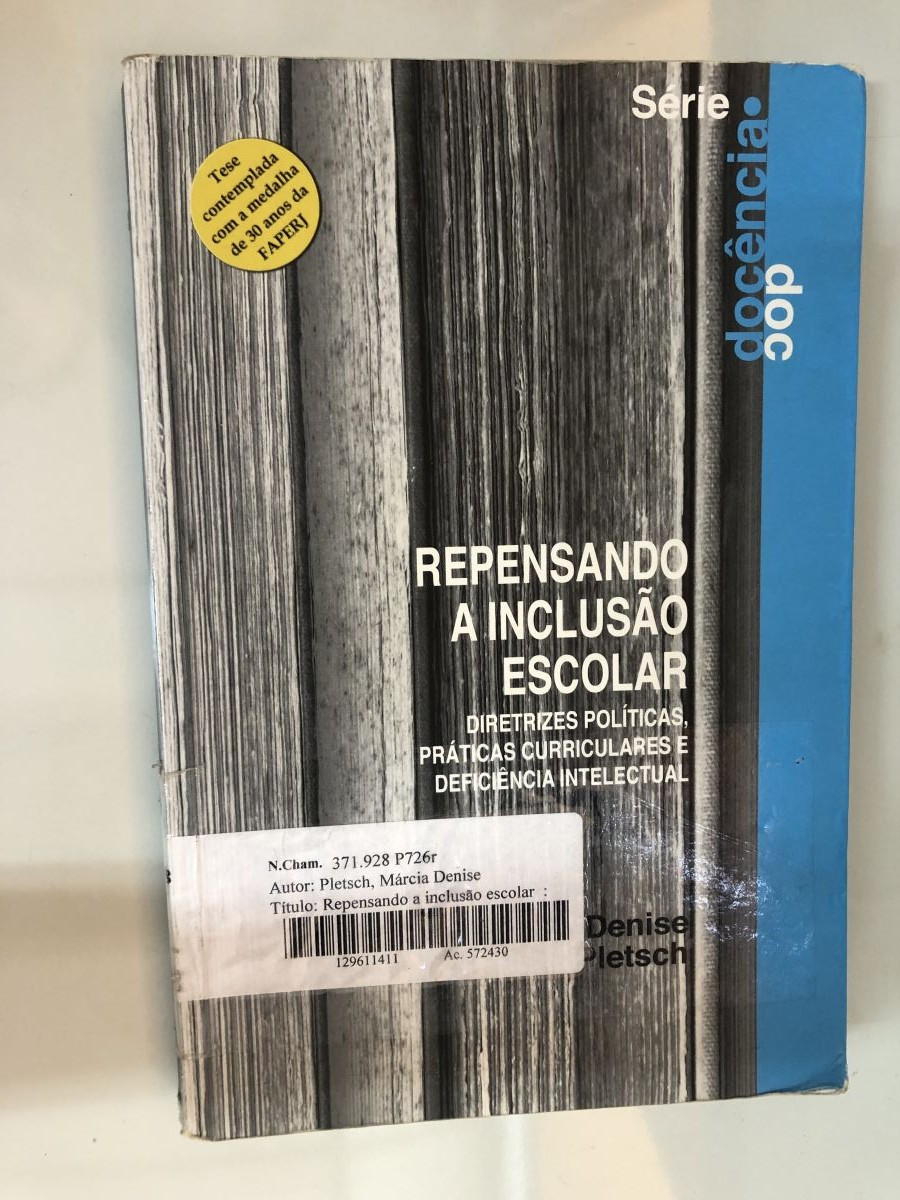 Série
docência•
doc
Tese
contemplada
com a medalha
de 30 anos da
FAPERJ
REPENSANDO
A INCLUSÃO
ESCOLAR
DIRETRIZES POLÍTICAS,
PRÁTICAS CURRICULARES E
DEFICIÊNCIA INTELECTUAL
N.Cham. 371.928 P726r
Autor: Pletsch, Márcia Denise
Título: Repensando a inclusão escolar :
129611411 Ac. 572430
Denise
Pletsch